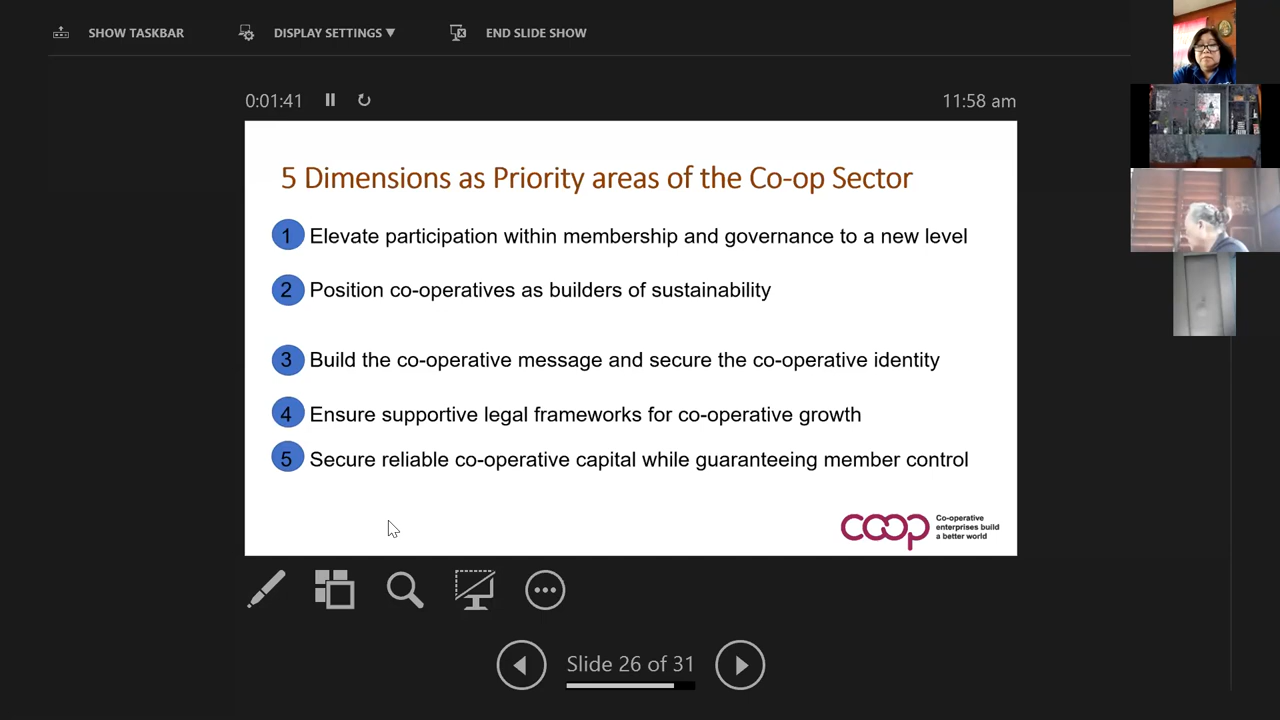 SHOW TASKBAR
DISPLAY SETTINGS ▼
END SLIDE SHOW
0:01:41
11:58 am
5 Dimensions as Priority areas of the Co-op Sector
1 Elevate participation within membership and governance to a new level
2 Position co-operatives as builders of sustainability
3 Build the co-operative message and secure the co-operative identity
4 Ensure supportive legal frameworks for co-operative growth
5 Secure reliable co-operative capital while guaranteeing member control
coop
Co-operative
enterprises build
a better world
Slide 26 of 31